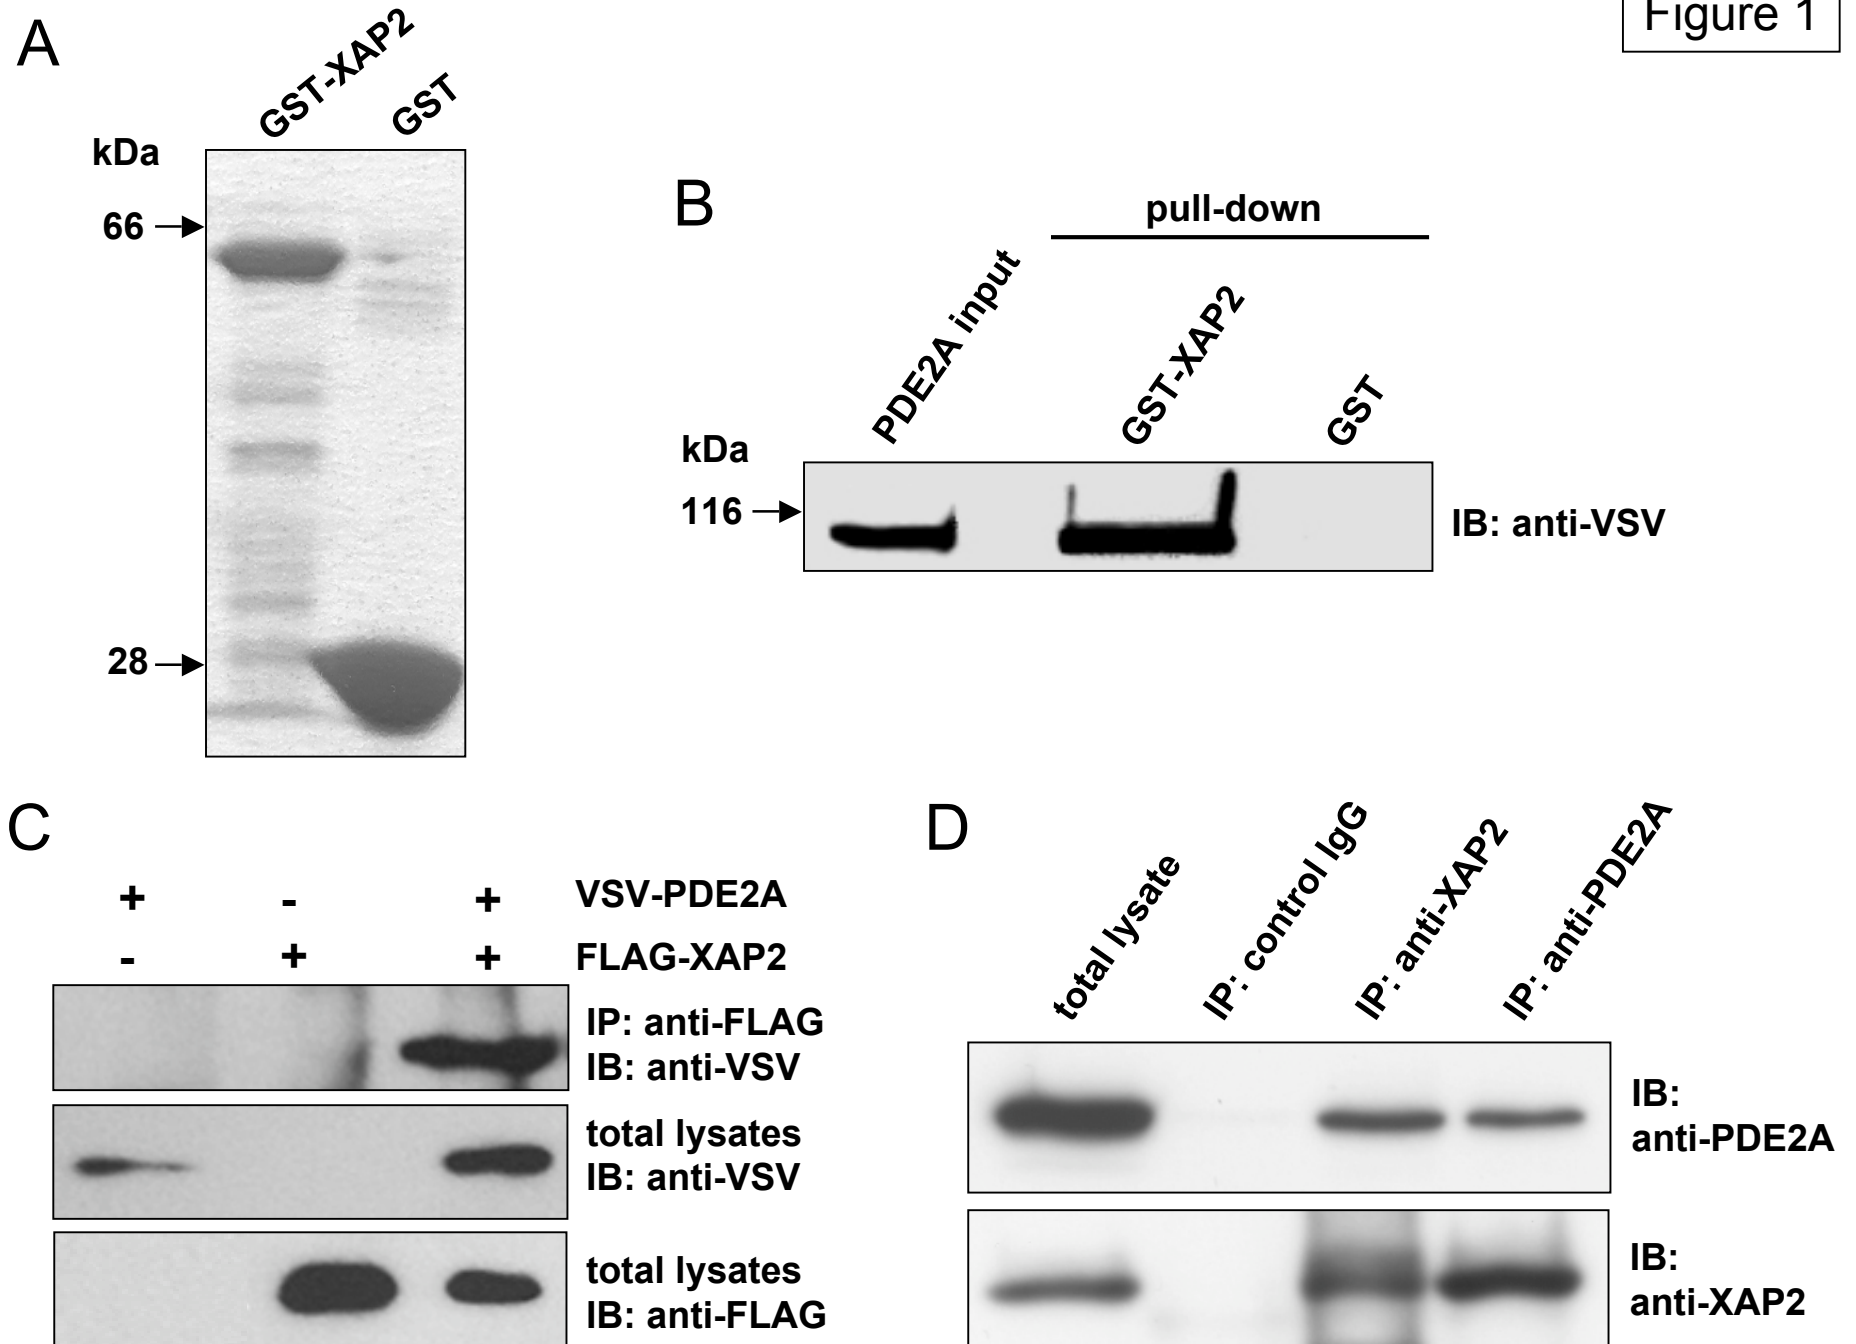 Figure 1
A
GST-XAP2
GST
kDa
66
28
B
pull-down
PDE2A input
GST-XAP2
GST
kDa
116
IB: anti-VSV
C
+ - + VSV-PDE2A
- + + FLAG-XAP2
IP: anti-FLAG
IB: anti-VSV
total lysates
IB: anti-VSV
total lysates
IB: anti-FLAG
D
total lysate
IP: control IgG
IP: anti-XAP2
IP: anti-PDE2A
IB:
anti-PDE2A
IB:
anti-XAP2